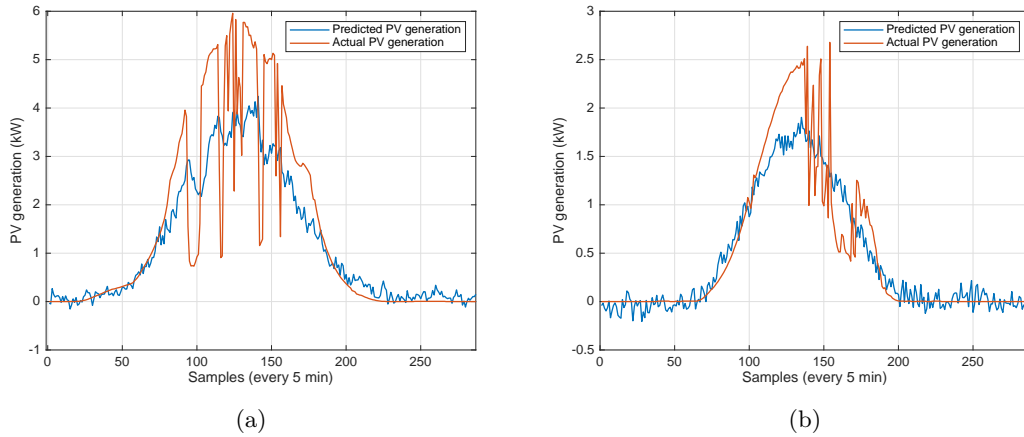 6
5
4
3
2
1
0
-1
PV generation (kW)
0
50
100
150
200
250
Samples (every 5 min)
Predicted PV generation
Actual PV generation
(a)
3
2.5
2
1.5
1
0.5
0
-0.5
PV generation (kW)
0
50
100
150
200
250
Samples (every 5 min)
Predicted PV generation
Actual PV generation
(b)